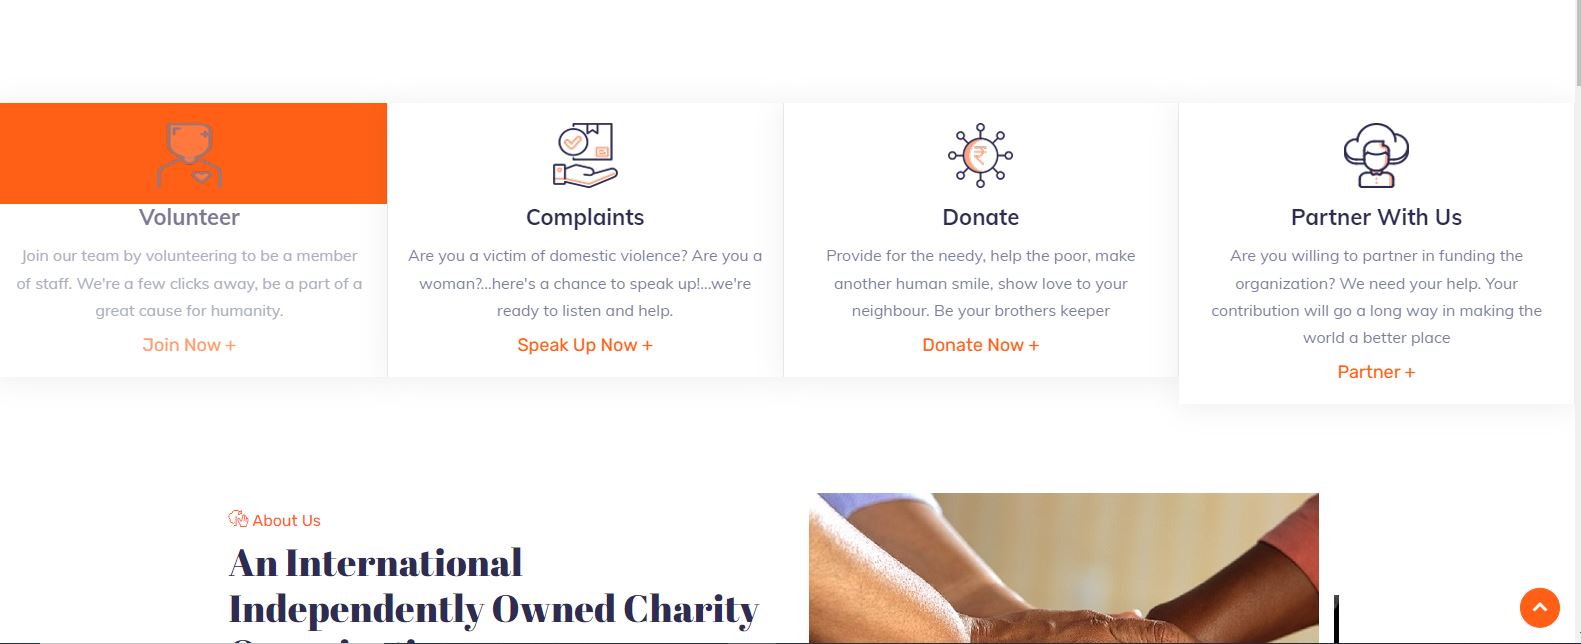 Volunteer
Join our team by volunteering to be a member
of staff. We're a few clicks away, be a part of a
great cause for humanity.
Join Now +
Complaints
Are you a victim of domestic violence? Are you a
woman?...here's a chance to speak up!...we're
ready to listen and help.
Speak Up Now +
₹
Donate
Provide for the needy, help the poor, make
another human smile, show love to your
neighbour. Be your brothers keeper
Donate Now +
Partner With Us
Are you willing to partner in funding the
organization? We need your help. Your
contribution will go a long way in making the
world a better place
Partner +
About Us
An International
Independently Owned Charity